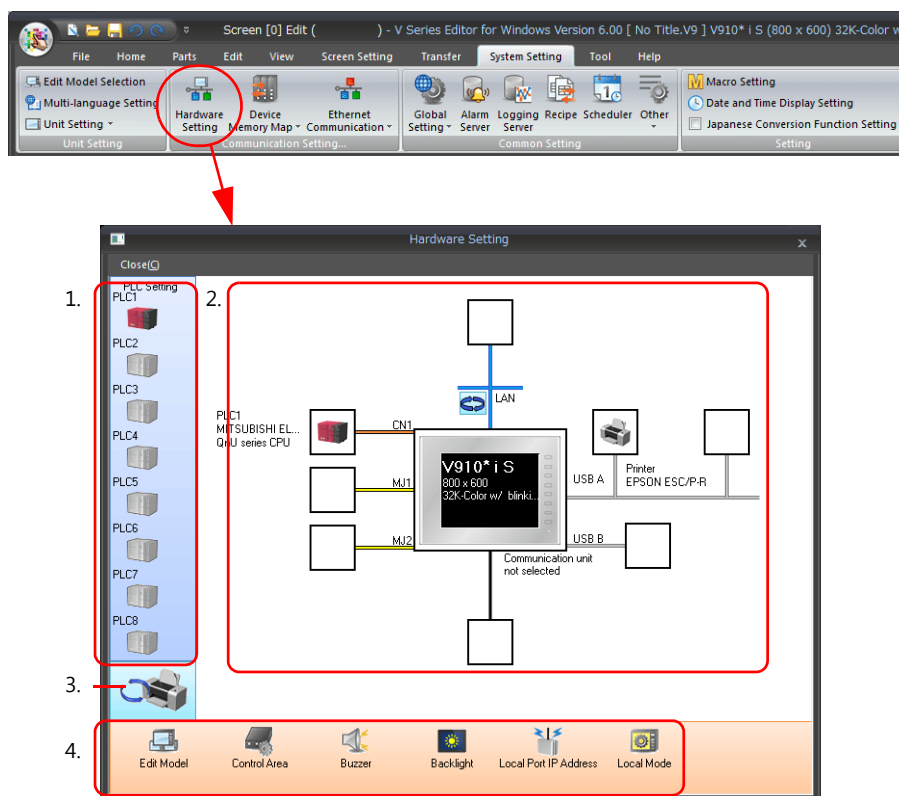 Screen [0] Edit ( ) - V Series Editor for Windows Version 6.00 [ No Title.V9 ] V910* i S (800 x 600) 32K-Color w
File Home Parts Edit View Screen Setting Transfer System Setting Tool Help
Edit Model Selection
Multi-language Setting
Unit Setting
Unit Setting
Hardware Setting
Device Memory Map
Ethernet Communication
Communication Setting...
Global Setting
Alarm Server
Logging Server
Recipe
Scheduler
Other
Common Setting
Macro Setting
Date and Time Display Setting
Japanese Conversion Function Setting
Setting
Hardware Setting
x
Close(C)
1.
PLC Setting
PLC1
PLC2
PLC3
PLC4
PLC5
PLC6
PLC7
PLC8
2.
LAN
PLC1
MITSUBISHI EL...
QnU series CPU
CN1
MJ1
MJ2
V910* i S
800 x 600
32K-Color w/ blinki...
USB A
Printer
EPSON ESC/P-R
USB B
Communication unit
not selected
3.
4.
Edit Model
Control Area
Buzzer
Backlight
Local Port IP Address
Local Mode